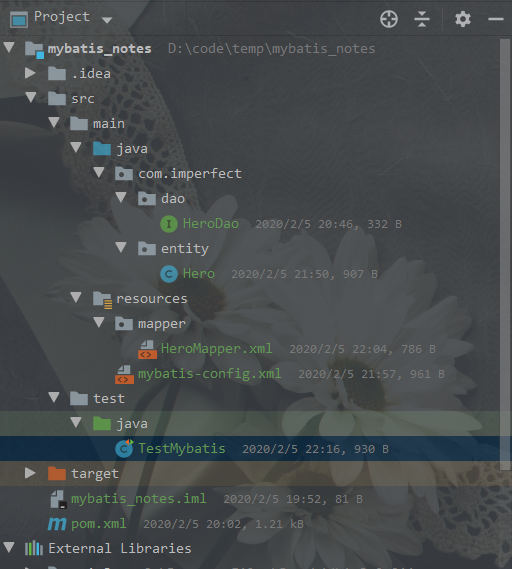 Project
mybatis_notes D:\code\temp\mybatis_notes
.idea
src
main
java
com.imperfect
dao
HeroDao 2020/2/5 20:46, 332 B
entity
Hero 2020/2/5 21:50, 907 B
resources
mapper
HeroMapper.xml 2020/2/5 22:04, 786 B
mybatis-config.xml 2020/2/5 21:57, 961 B
test
java
TestMybatis 2020/2/5 22:16, 930 B
target
mybatis_notes.iml 2020/2/5 19:52, 81 B
pom.xml 2020/2/5 20:02, 1.21 kB
External Libraries